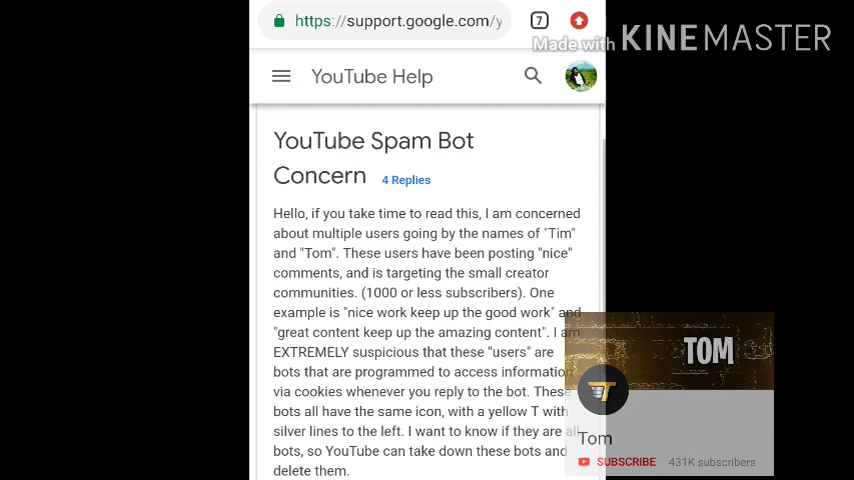 https://support.google.com/y
7
Made with KINEMASTER
YouTube Help
YouTube Spam Bot
Concern 4 Replies
Hello, if you take time to read this, I am concerned
about multiple users going by the names of "Tim"
and "Tom". These users have been posting "nice"
comments, and is targeting the small creator
communities. (1000 or less subscribers). One
example is "nice work keep up the good work" and
"great content keep up the amazing content". I am
EXTREMELY suspicious that these "users" are
bots that are programmed to access information
via cookies whenever you reply to the bot. These
bots all have the same icon, with a yellow T with
silver lines to the left. I want to know if they are all
bots, so YouTube can take down these bots and
delete them.
TOM
Tom
SUBSCRIBE 431K subscribers